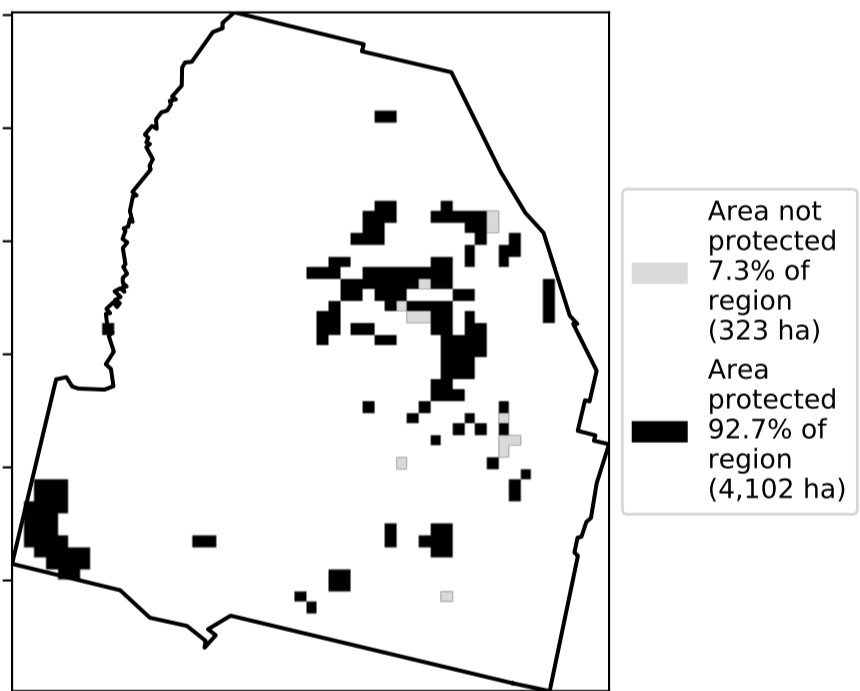 Area not
protected
7.3% of
region
(323 ha)
Area
protected
92.7% of
region
(4,102 ha)